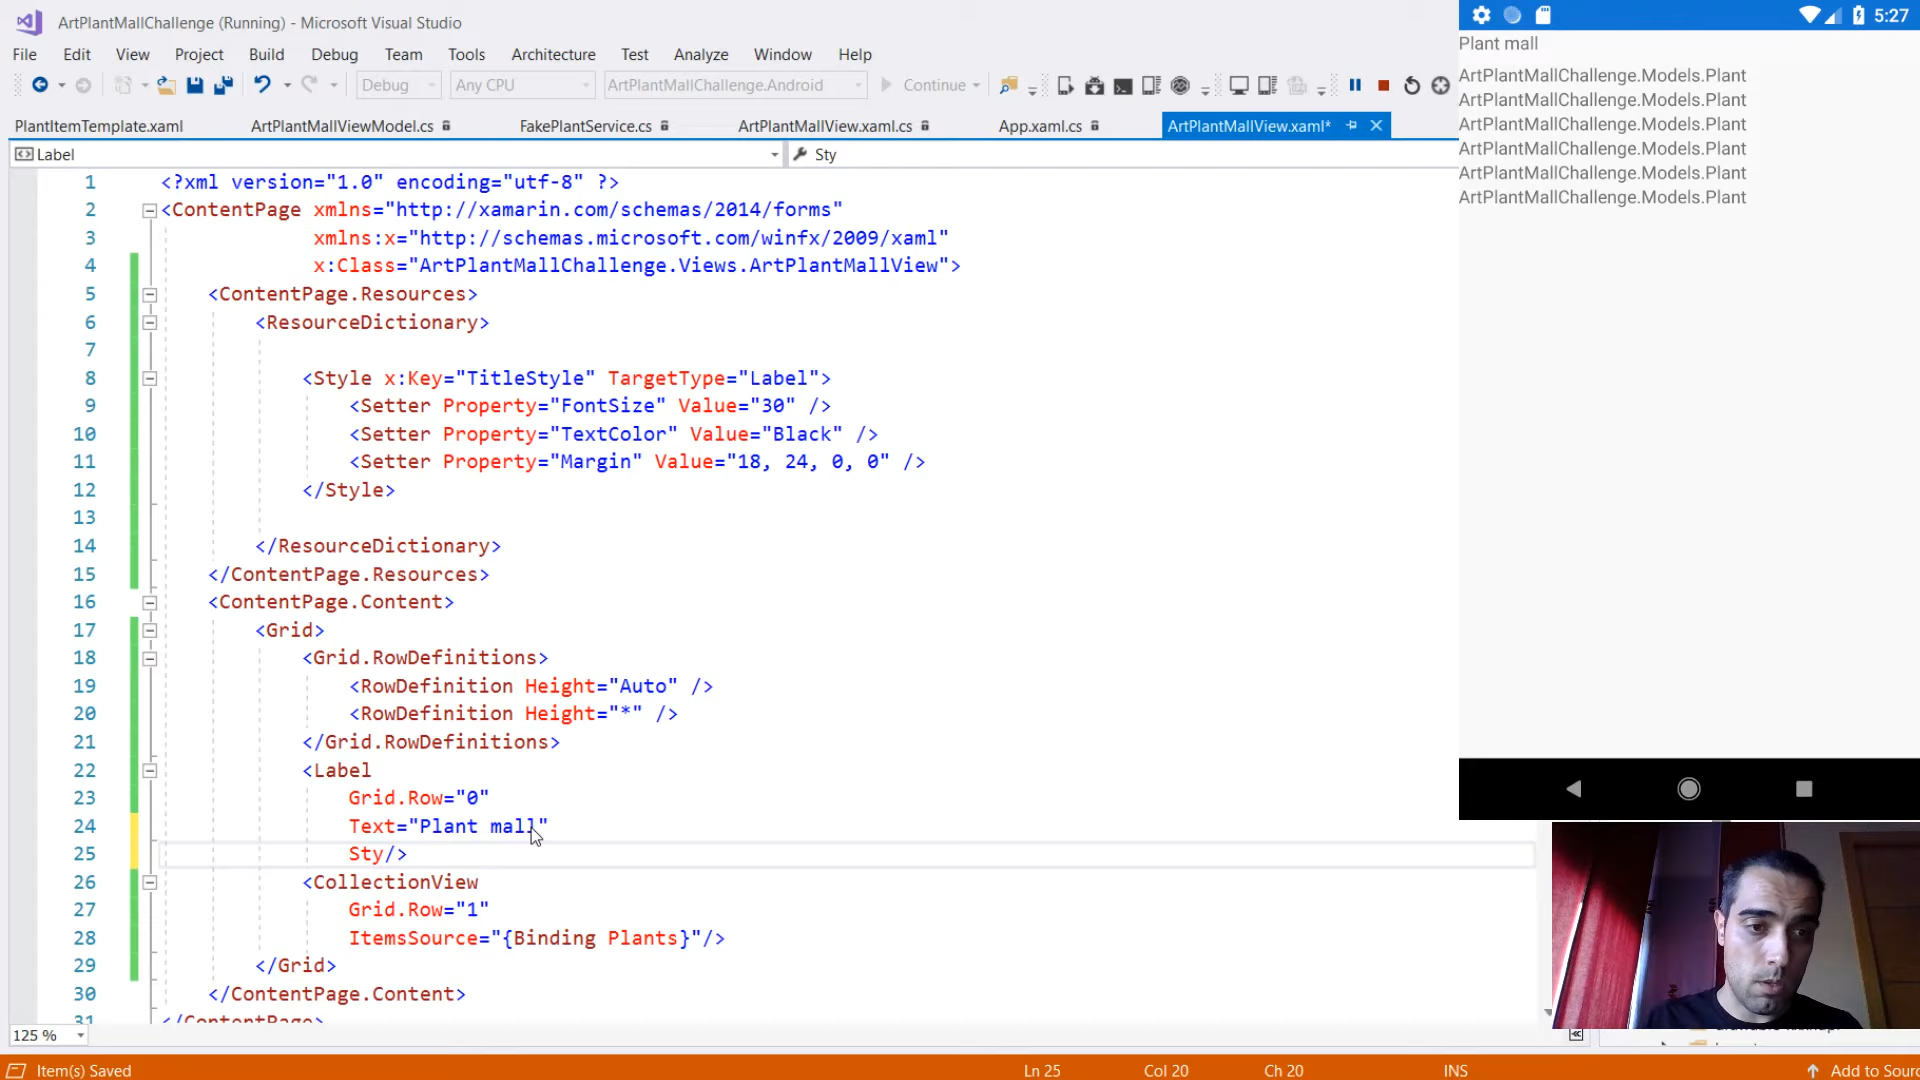 ArtPlantMallChallenge (Running) - Microsoft Visual Studio
File Edit View Project Build Debug Team Tools Architecture Test Analyze Window Help
Debug Any CPU ArtPlantMallChallenge.Android Continue
PlantItemTemplate.xaml ArtPlantMallViewModel.cs FakePlantService.cs ArtPlantMallView.xaml.cs App.xaml.cs ArtPlantMallView.xaml*
Label Sty
1 <?xml version="1.0" encoding="utf-8" ?>
2 <ContentPage xmlns="http://xamarin.com/schemas/2014/forms"
3 xmlns:x="http://schemas.microsoft.com/winfx/2009/xaml"
4 x:Class="ArtPlantMallChallenge.Views.ArtPlantMallView">
5 <ContentPage.Resources>
6 <ResourceDictionary>
7
8 <Style x:Key="TitleStyle" TargetType="Label">
9 <Setter Property="FontSize" Value="30" />
10 <Setter Property="TextColor" Value="Black" />
11 <Setter Property="Margin" Value="18, 24, 0, 0" />
12 </Style>
13
14 </ResourceDictionary>
15 </ContentPage.Resources>
16 <ContentPage.Content>
17 <Grid>
18 <Grid.RowDefinitions>
19 <RowDefinition Height="Auto" />
20 <RowDefinition Height="*" />
21 </Grid.RowDefinitions>
22 <Label
23 Grid.Row="0"
24 Text="Plant mall"
25 Sty/>
26 <CollectionView
27 Grid.Row="1"
28 ItemsSource="{Binding Plants}"/>
29 </Grid>
30 </ContentPage.Content>
31 </ContentPage>
125 %
Item(s) Saved Ln 25 Col 20 Ch 20 INS Add to Sourc
5:27
Plant mall
ArtPlantMallChallenge.Models.Plant
ArtPlantMallChallenge.Models.Plant
ArtPlantMallChallenge.Models.Plant
ArtPlantMallChallenge.Models.Plant
ArtPlantMallChallenge.Models.Plant
ArtPlantMallChallenge.Models.Plant